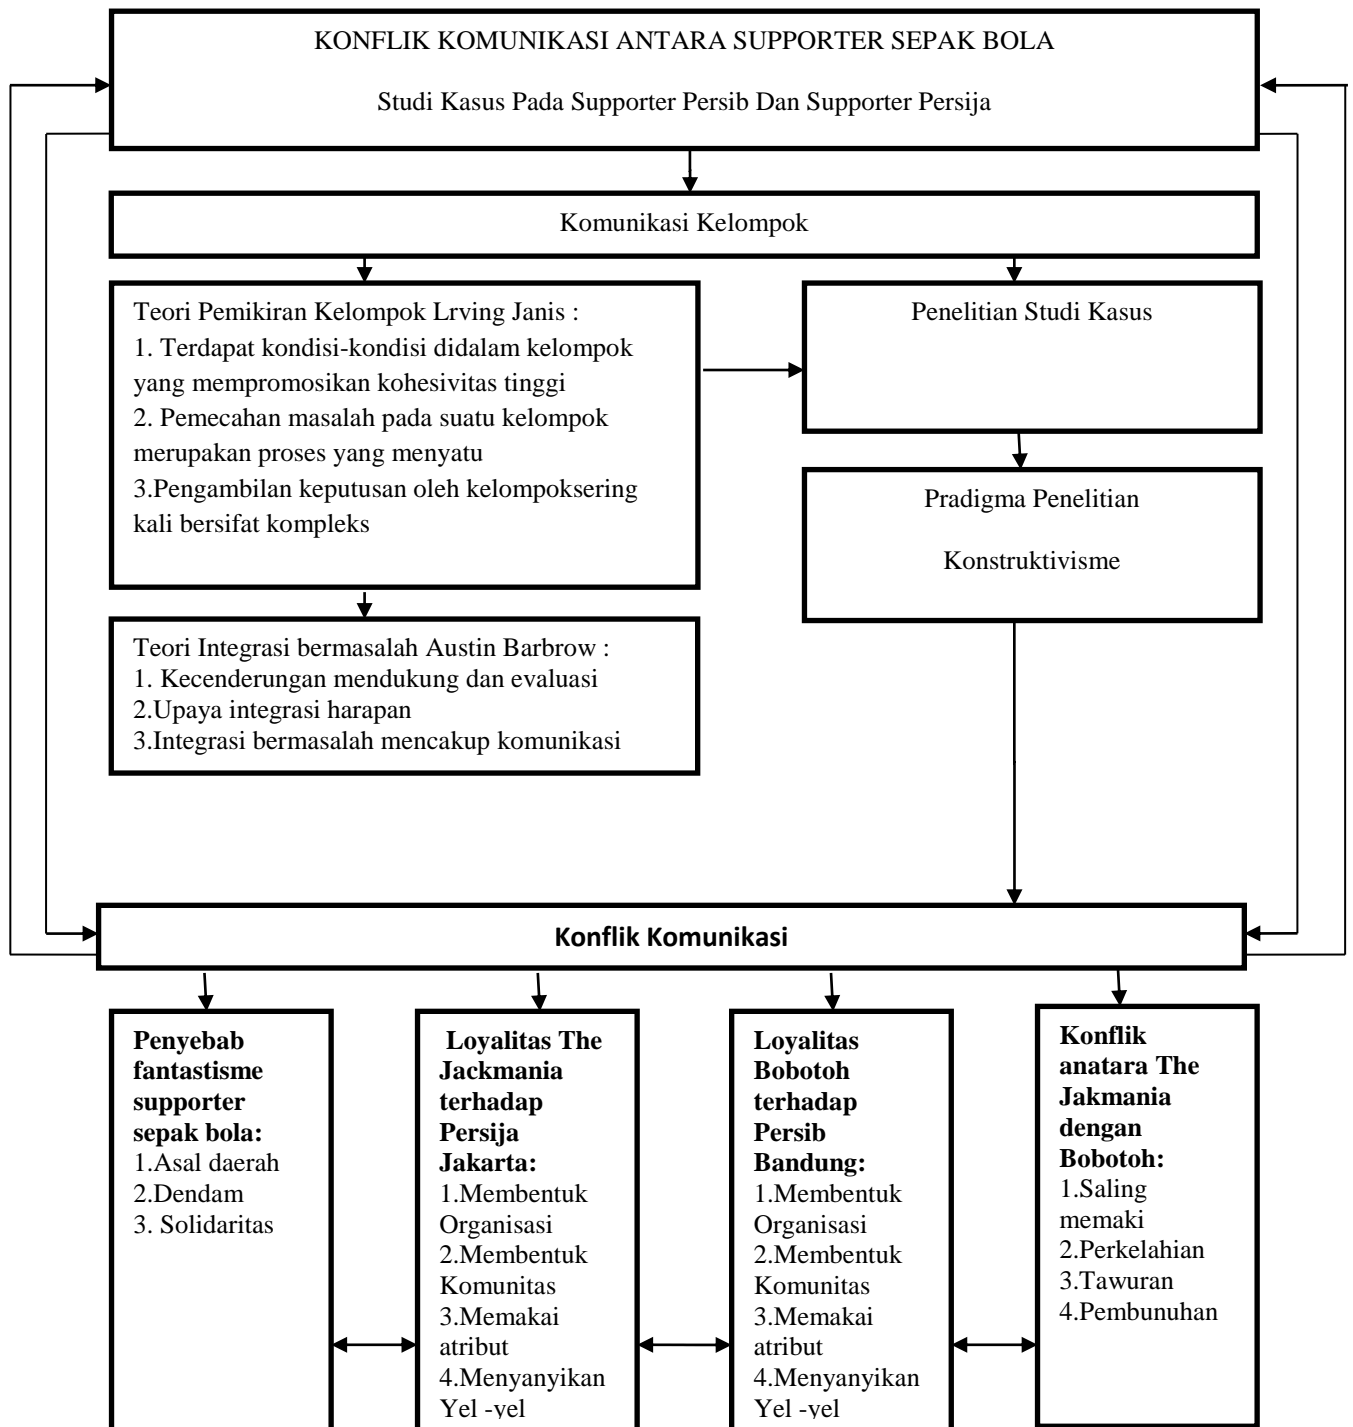 KONFLIK KOMUNIKASI ANTARA SUPPORTER SEPAK BOLA
Studi Kasus Pada Supporter Persib Dan Supporter Persija
Komunikasi Kelompok
Teori Pemikiran Kelompok Lrving Janis :
1. Terdapat kondisi-kondisi didalam kelompok
yang mempromosikan kohesivitas tinggi
2. Pemecahan masalah pada suatu kelompok
merupakan proses yang menyatu
3.Pengambilan keputusan oleh kelompoksering
kali bersifat kompleks
Penelitian Studi Kasus
Pradigma Penelitian
Konstruktivisme
Teori Integrasi bermasalah Austin Barbrow :
1. Kecenderungan mendukung dan evaluasi
2.Upaya integrasi harapan
3.Integrasi bermasalah mencakup komunikasi
Konflik Komunikasi
Penyebab
fantastisme
supporter
sepak bola:
1.Asal daerah
2.Dendam
3. Solidaritas
Loyalitas The
Jackmania
terhadap
Persija
Jakarta:
1.Membentuk
Organisasi
2.Membentuk
Komunitas
3.Memakai
atribut
4.Menyanyikan
Yel -yel
Loyalitas
Bobotoh
terhadap
Persib
Bandung:
1.Membentuk
Organisasi
2.Membentuk
Komunitas
3.Memakai
atribut
4.Menyanyikan
Yel -yel
Konflik
anatara The
Jakmania
dengan
Bobotoh:
1.Saling
memaki
2.Perkelahian
3.Tawuran
4.Pembunuhan